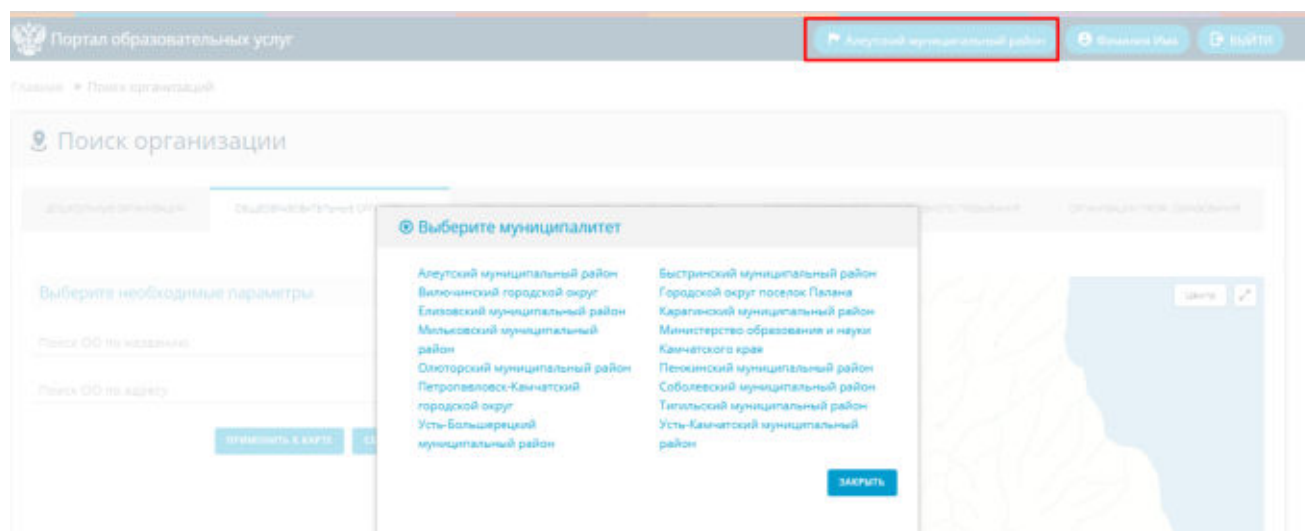 Портал образовательных услуг
Алеутский муниципальный район
Фамилия Имя
ВЫЙТИ
Главная
Поиск организаций
Поиск организации
Выберите муниципалитет
Алеутский муниципальный район
Вилючинский городской округ
Елизовский муниципальный район
Мильковский муниципальный
район
Олюторский муниципальный район
Петропавловск-Камчатский
городской округ
Усть-Большерецкий
муниципальный район
Быстринский муниципальный район
Городской округ поселок Палана
Карагинский муниципальный район
Министерство образования и науки
Камчатского края
Пенжинский муниципальный район
Соболевский муниципальный район
Тигильский муниципальный район
Усть-Камчатский муниципальный
район
ЗАКРЫТЬ
Выберите необходимые параметры
Поиск ОО по названию
Поиск ОО по адресу
ПРИМЕНИТЬ К КАРТЕ